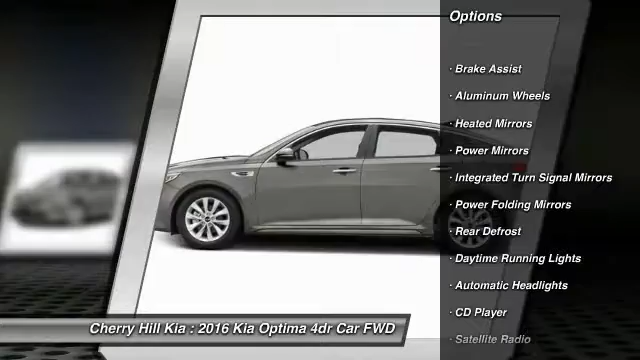 Options
· Brake Assist
· Aluminum Wheels
· Heated Mirrors
· Power Mirrors
· Integrated Turn Signal Mirrors
· Power Folding Mirrors
· Rear Defrost
· Daytime Running Lights
· Automatic Headlights
· CD Player
· Satellite Radio
Cherry Hill Kia : 2016 Kia Optima 4dr Car FWD